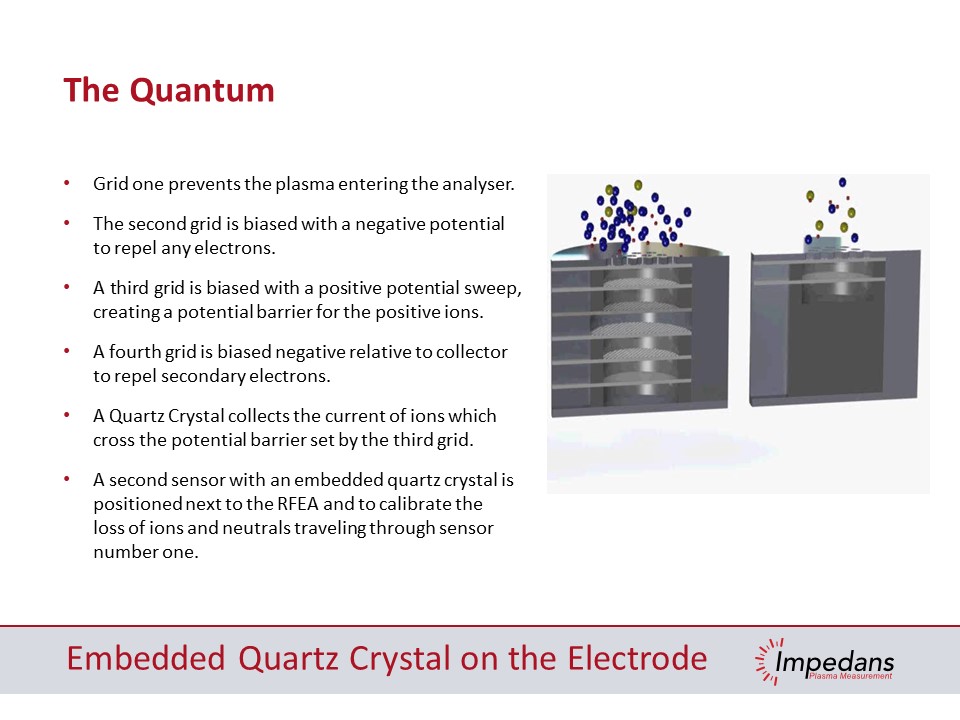 The Quantum
• Grid one prevents the plasma entering the analyser.
• The second grid is biased with a negative potential
to repel any electrons.
• A third grid is biased with a positive potential sweep,
creating a potential barrier for the positive ions.
• A fourth grid is biased negative relative to collector
to repel secondary electrons.
• A Quartz Crystal collects the current of ions which
cross the potential barrier set by the third grid.
• A second sensor with an embedded quartz crystal is
positioned next to the RFEA and to calibrate the
loss of ions and neutrals traveling through sensor
number one.
Embedded Quartz Crystal on the Electrode
Impedans
Plasma Measurement